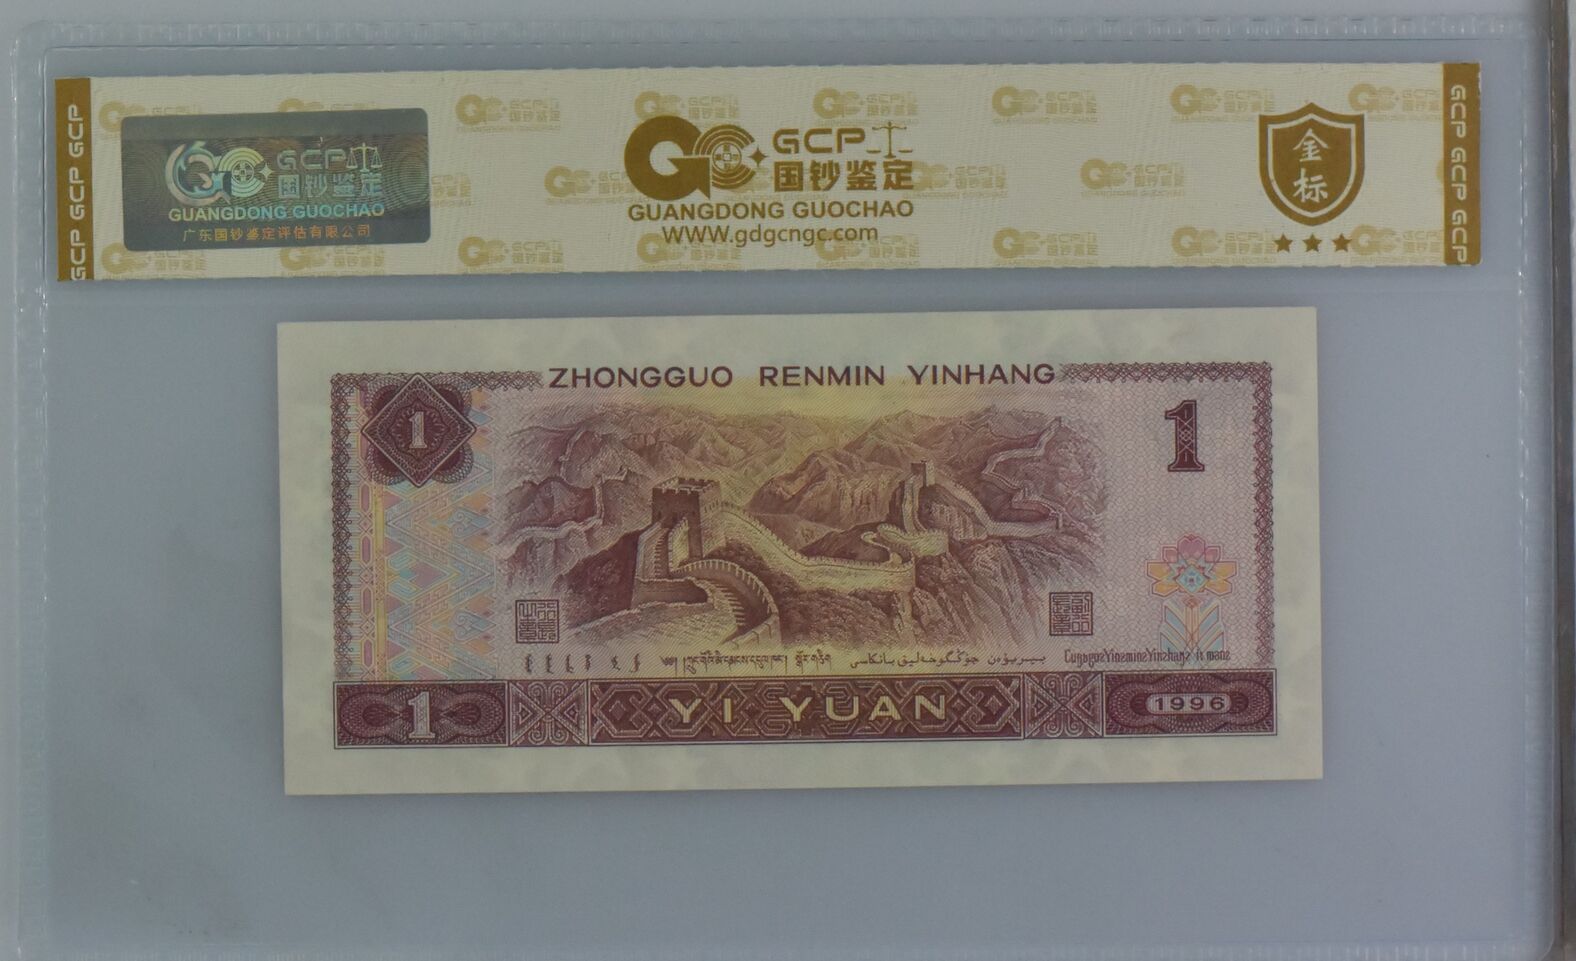 GCP GCP GCP
GCP
国钞鉴定
GUANGDONG GUOCHAO
广东国钞鉴定评估有限公司
GCP
国钞鉴定
GUANGDONG GUOCHAO
WWW.gdgcngc.com
金标
GCP GCP GCP
ZHONGGUO RENMIN YINHANG
1
1
1
YI YUAN
1996